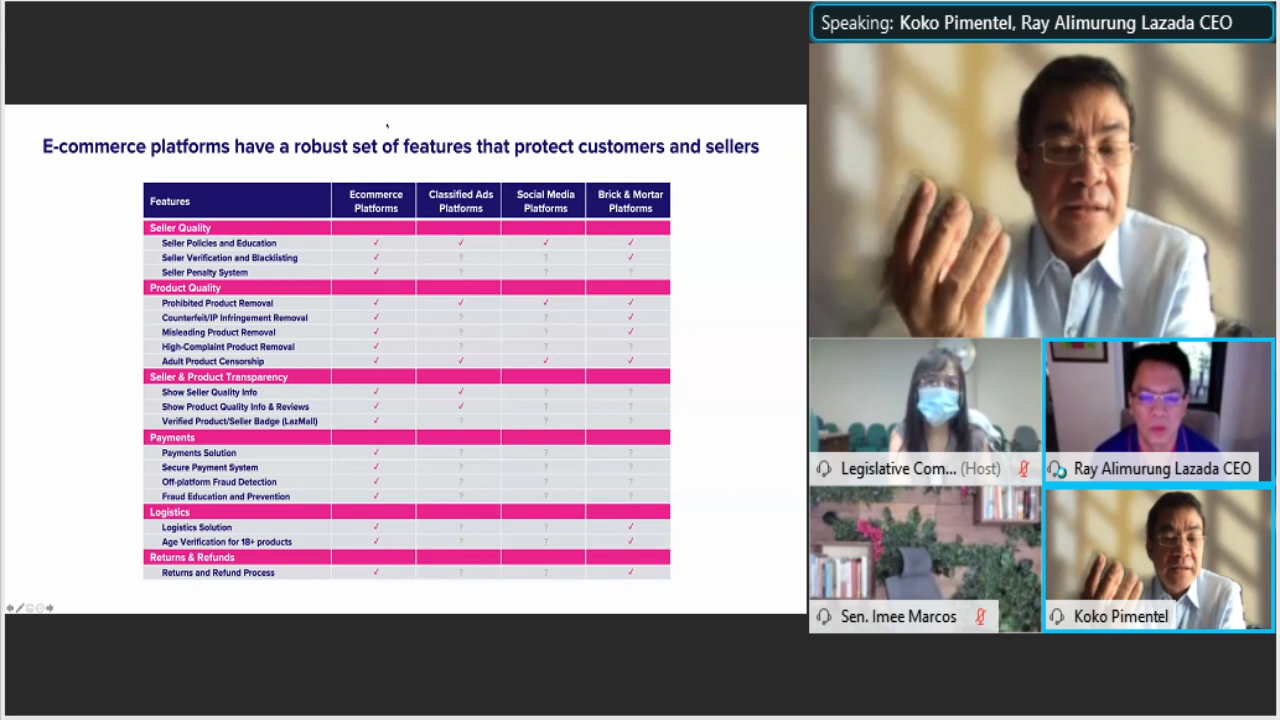 Speaking: Koko Pimentel, Ray Alimurung Lazada CEO
E-commerce platforms have a robust set of features that protect customers and sellers
Features Ecommerce Platforms Classified Ads Platforms Social Media Platforms Brick & Mortar Platforms
Seller Quality
Seller Policies and Education ✓ ✓ ✓ ✓
Seller Verification and Blacklisting ✓ ? ? ✓
Seller Penalty System ✓ ? ? ?
Product Quality
Prohibited Product Removal ✓ ✓ ✓ ✓
Counterfeit/IP Infringement Removal ✓ ? ? ✓
Misleading Product Removal ✓ ? ? ✓
High-Complaint Product Removal ✓ ? ? ?
Adult Product Censorship ✓ ✓ ✓ ✓
Seller & Product Transparency
Show Seller Quality Info ✓ ✓ ? ?
Show Product Quality Info & Reviews ✓ ✓ ? ?
Verified Product/Seller Badge (LazMall) ✓ ? ? ?
Payments
Payments Solution ✓ ? ? ?
Secure Payment System ✓ ? ? ?
Off-platform Fraud Detection ✓ ? ? ?
Fraud Education and Prevention ✓ ? ? ?
Logistics
Logistics Solution ✓ ? ? ✓
Age Verification for 18+ products ✓ ? ? ✓
Returns & Refunds
Returns and Refund Process ✓ ? ? ✓
Legislative Com... (Host)
Ray Alimurung Lazada CEO
Sen. Imee Marcos
Koko Pimentel